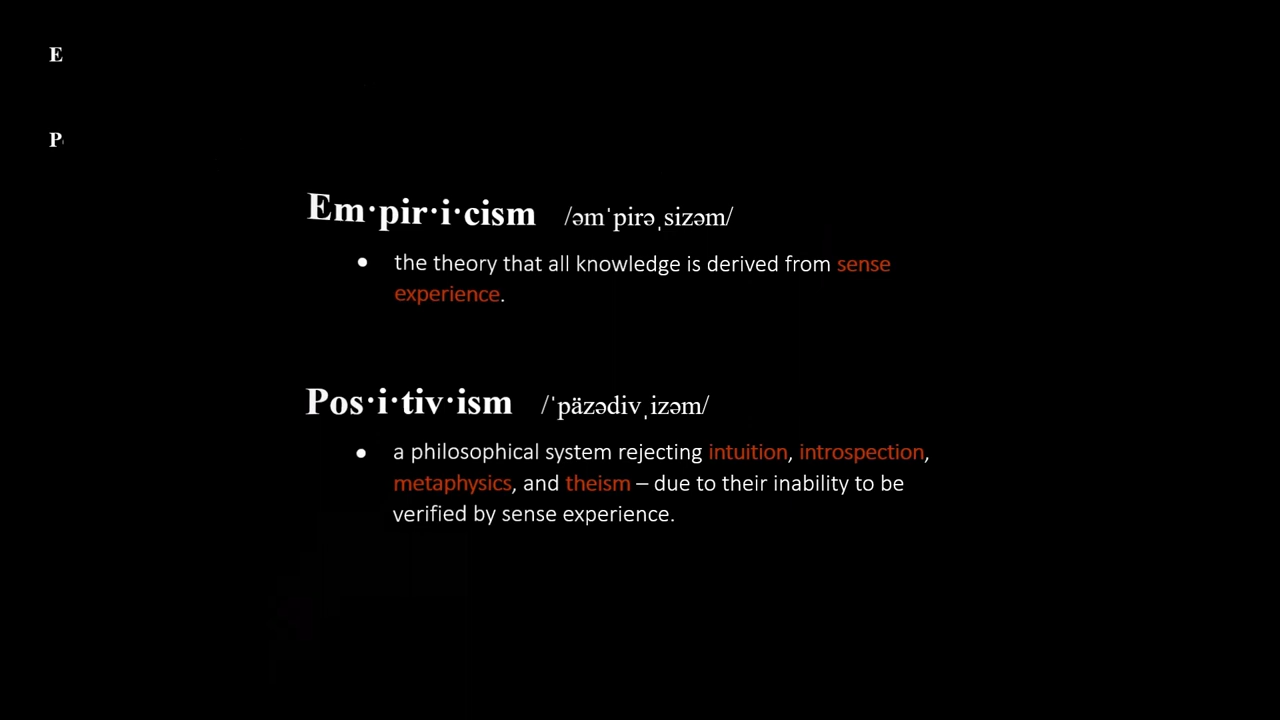 E
P
Em·pir·i·cism /əmˈpirəˌsizəm/
• the theory that all knowledge is derived from sense
experience.
Pos·i·tiv·ism /ˈpäzədivˌizəm/
• a philosophical system rejecting intuition, introspection,
metaphysics, and theism – due to their inability to be
verified by sense experience.